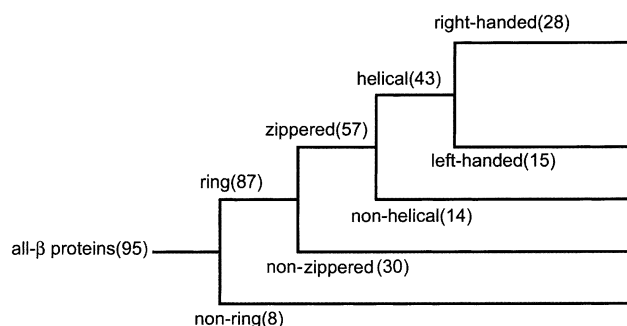 right-handed(28)
helical(43)
zippered(57)
left-handed(15)
ring(87)
non-helical(14)
all-β proteins(95)
non-zippered(30)
non-ring(8)